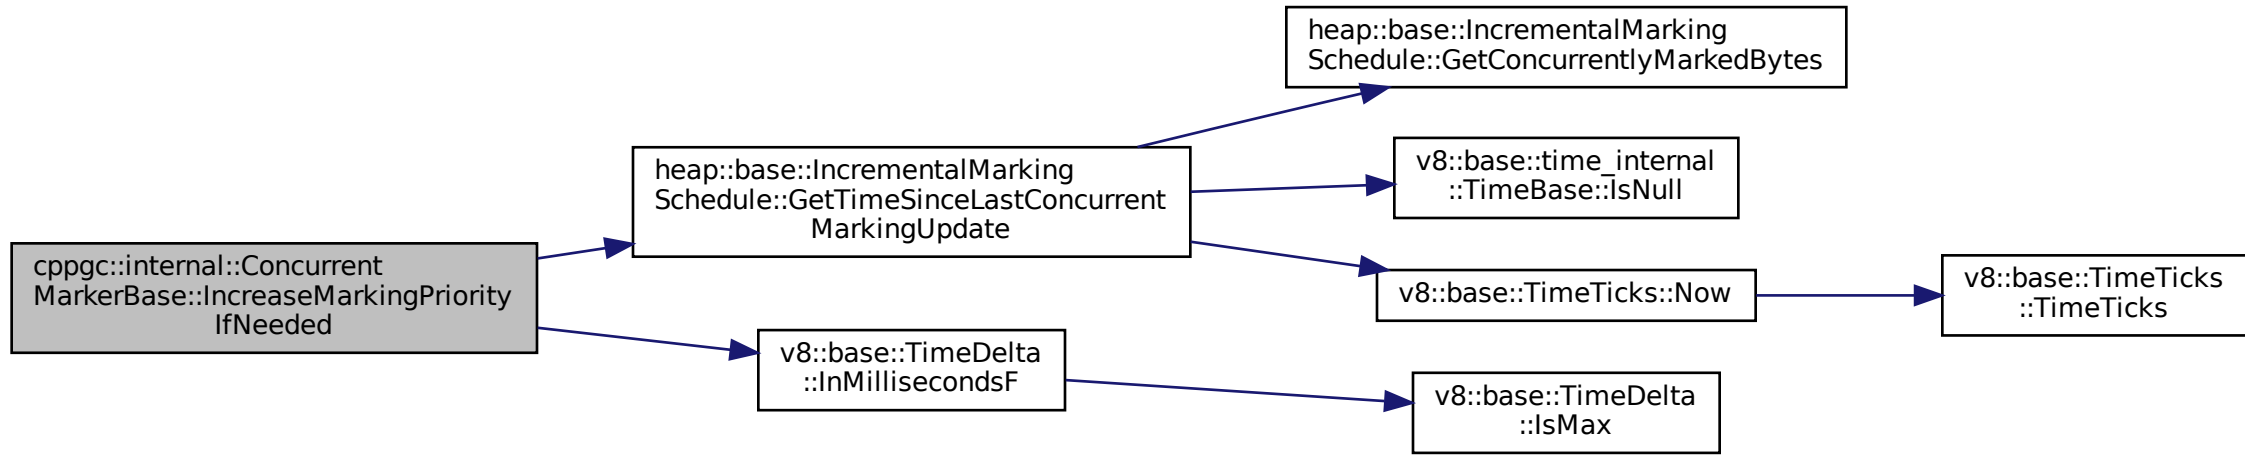 cppgc::internal::Concurrent
MarkerBase::IncreaseMarkingPriority
IfNeeded
heap::base::IncrementalMarking
Schedule::GetTimeSinceLastConcurrent
MarkingUpdate
heap::base::IncrementalMarking
Schedule::GetConcurrentlyMarkedBytes
v8::base::time_internal
::TimeBase::IsNull
v8::base::TimeTicks::Now
v8::base::TimeTicks
::TimeTicks
v8::base::TimeDelta
::InMillisecondsF
v8::base::TimeDelta
::IsMax